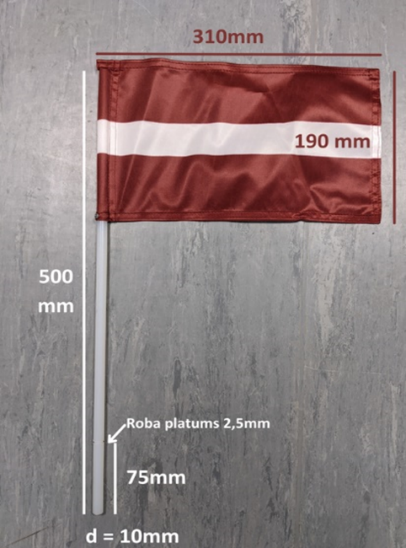 310mm
190 mm
500
mm
Roba platums 2,5mm
75mm
d = 10mm